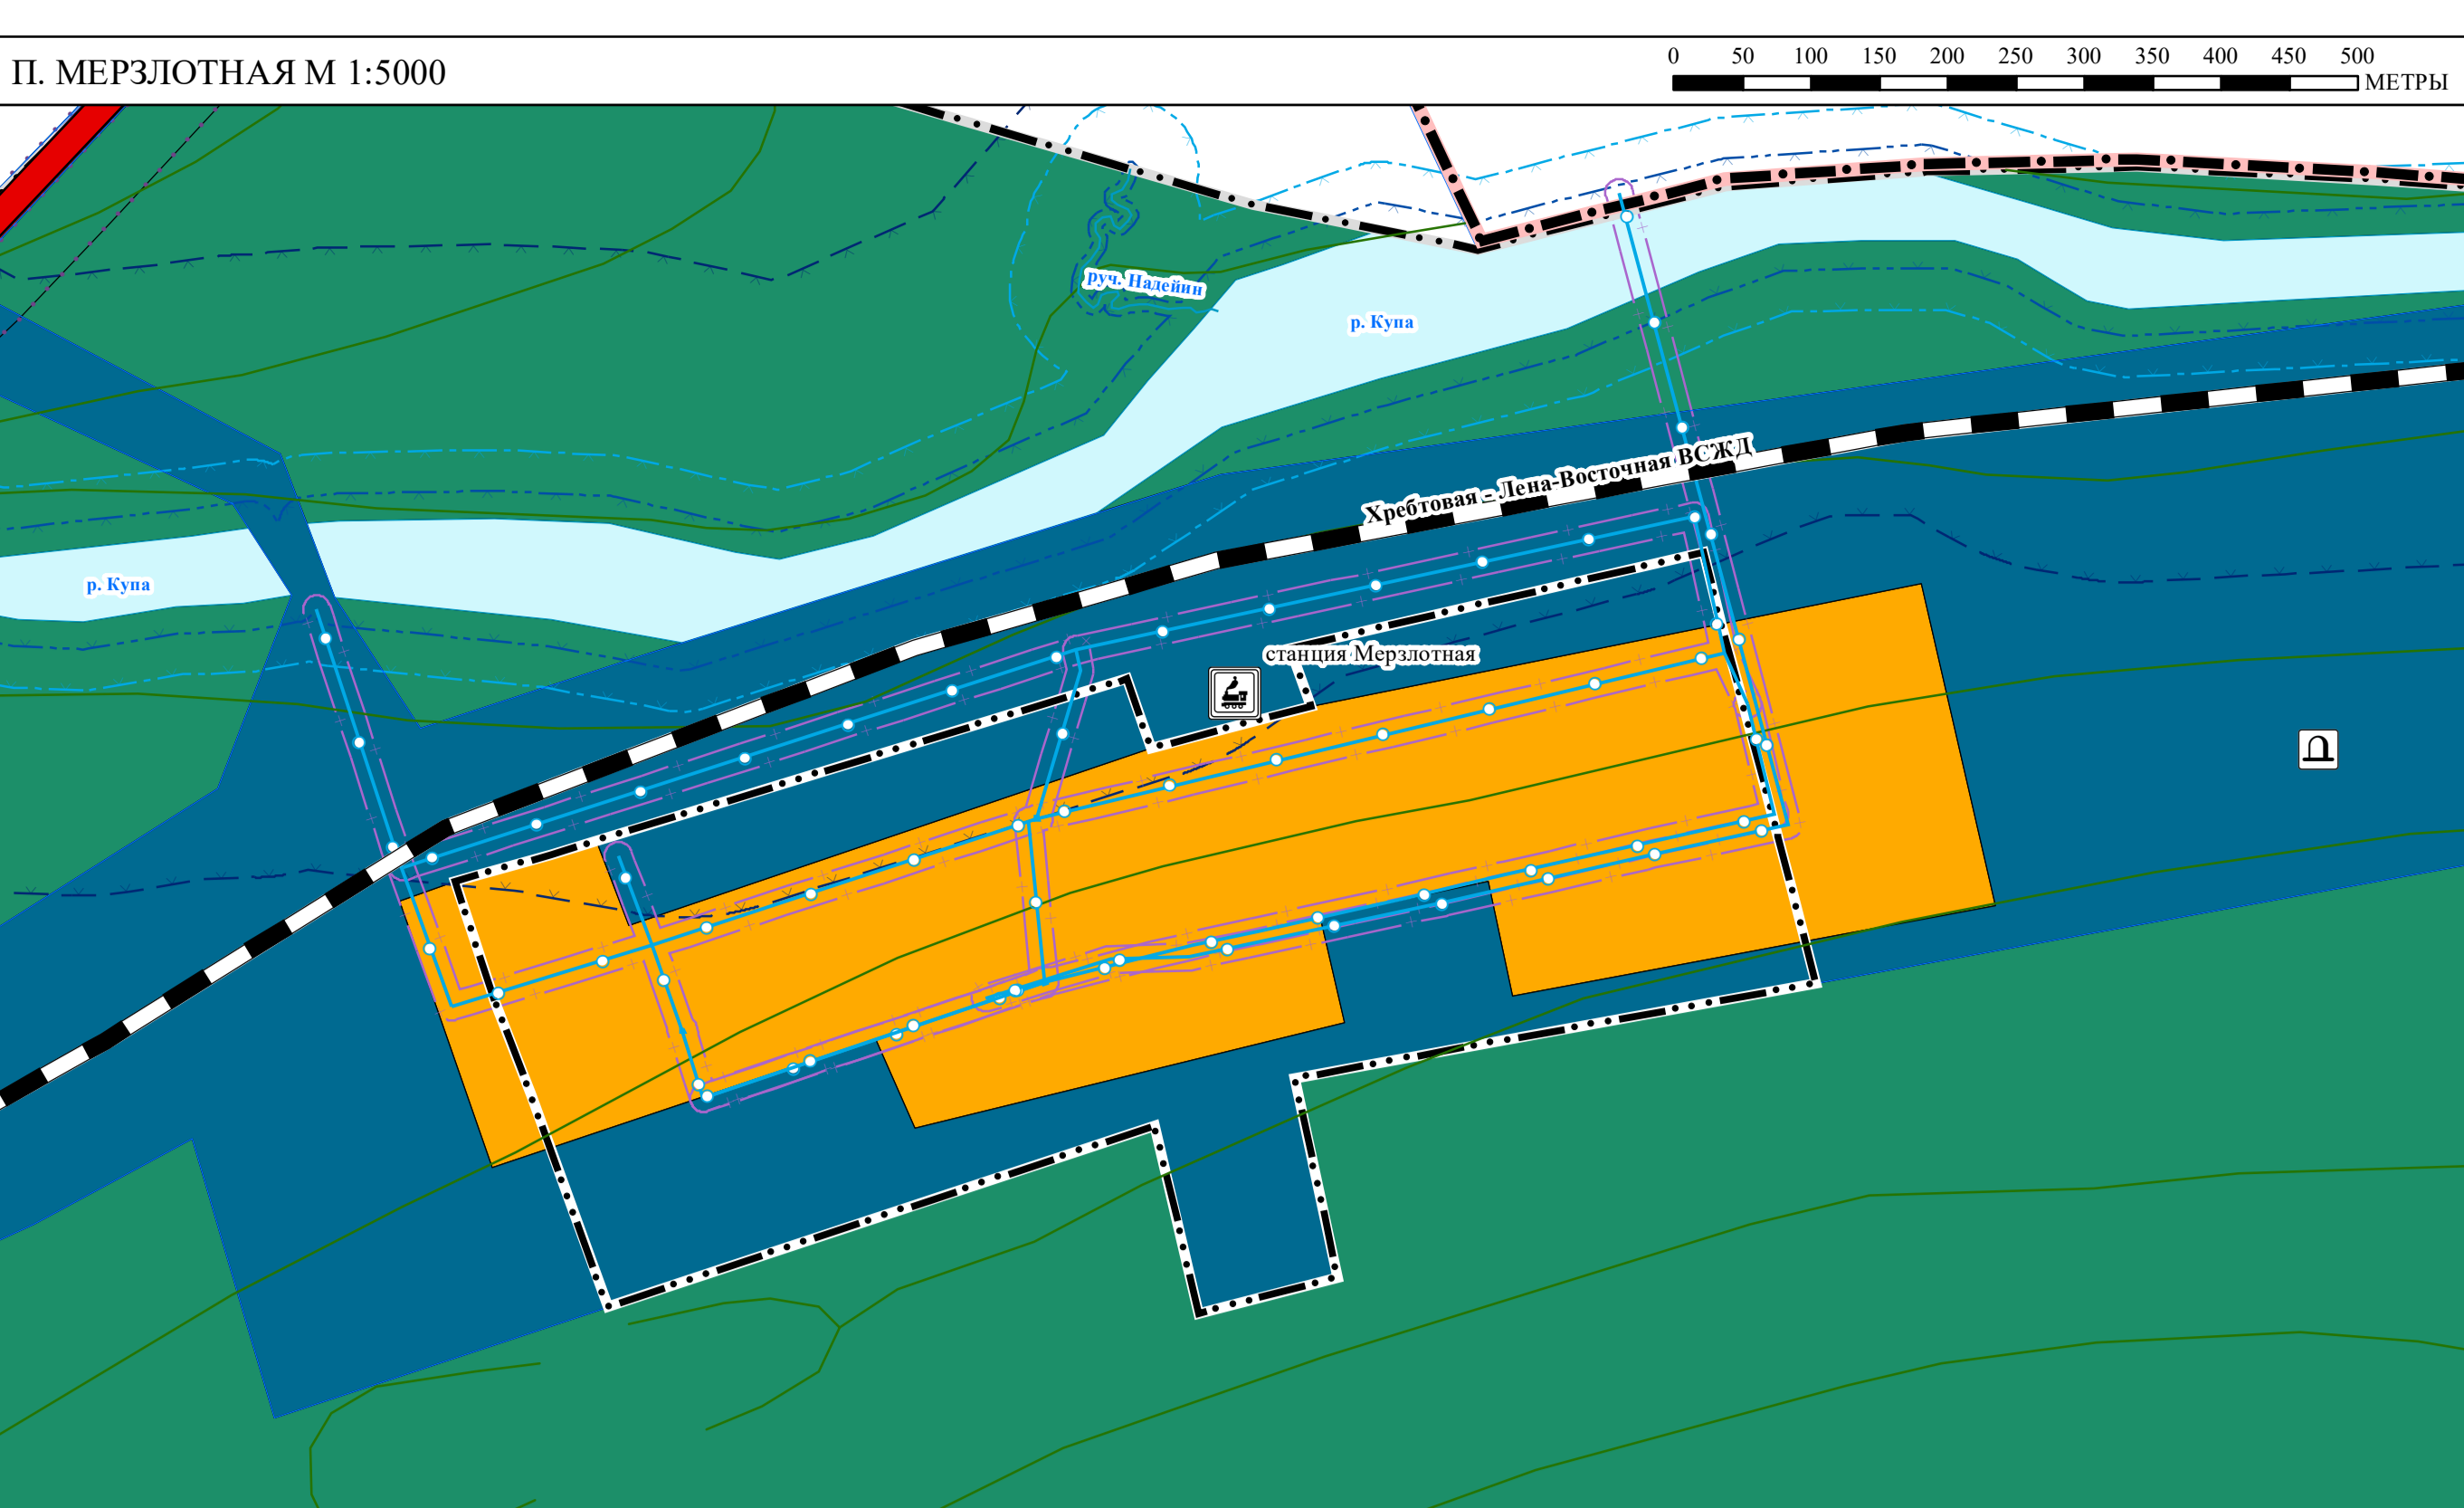 П. МЕРЗЛОТНАЯ М 1:5000
0 50 100 150 200 250 300 350 400 450 500
МЕТРЫ
руч. Надейин
р. Купа
Хребтовая – Лена-Восточная ВСЖД
р. Купа
станция Мерзлотная